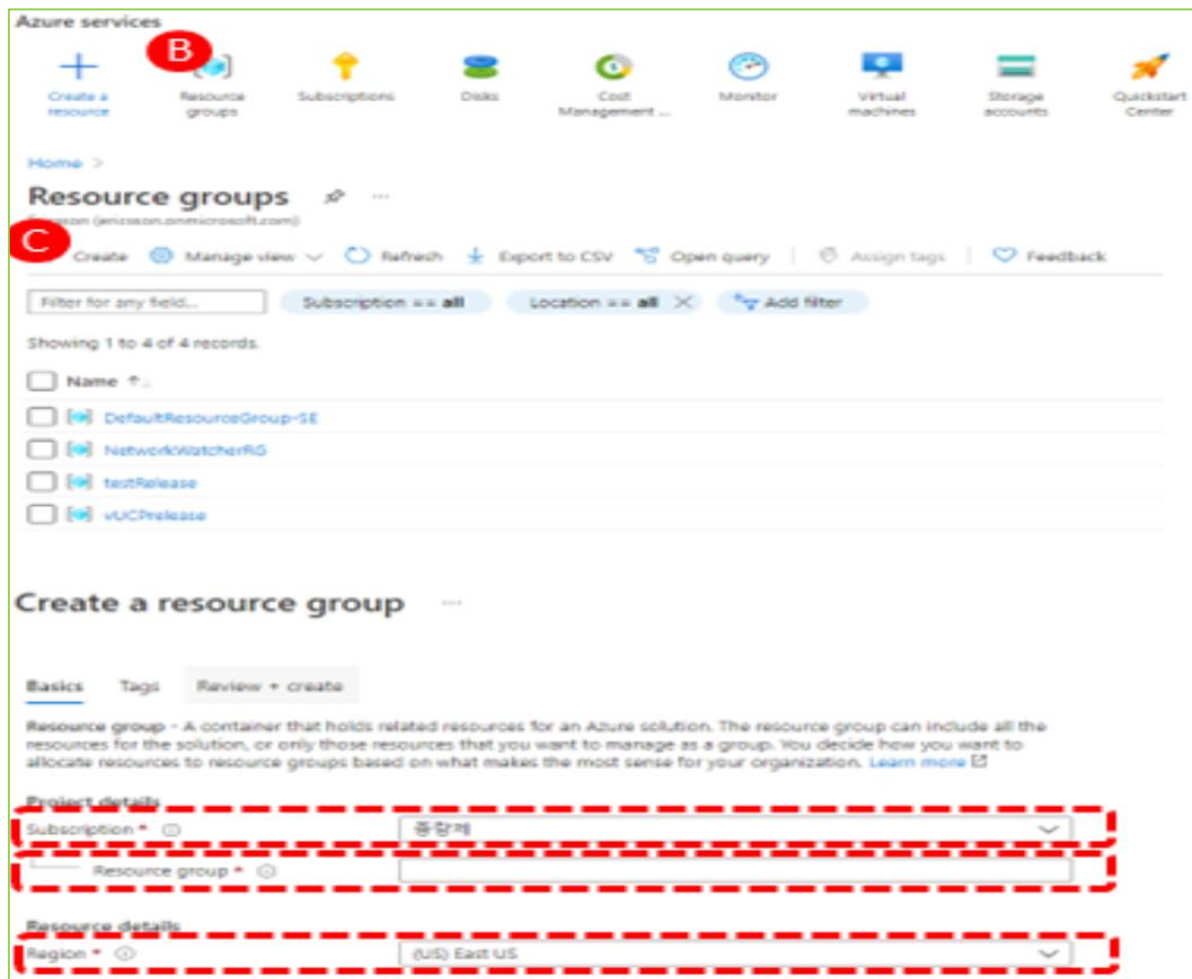 Azure services
B
Create a resource
Resource groups
Subscriptions
Disks
Cost Management ...
Monitor
Virtual machines
Storage accounts
Quickstart Center
Home >
Resource groups ...
(ericsson.onmicrosoft.com)
C
Create Manage view Refresh Export to CSV Open query | Assign tags | Feedback
Filter for any field... Subscription == all Location == all Add filter
Showing 1 to 4 of 4 records.
Name
DefaultResourceGroup-SE
NetworkWatcherRG
testRelease
vUCPrelease
Create a resource group ...
Basics Tags Review + create
Resource group - A container that holds related resources for an Azure solution. The resource group can include all the
resources for the solution, or only those resources that you want to manage as a group. You decide how you want to
allocate resources to resource groups based on what makes the most sense for your organization. Learn more
Project details
Subscription * 종량제
Resource group *
Resource details
Region * (US) East US